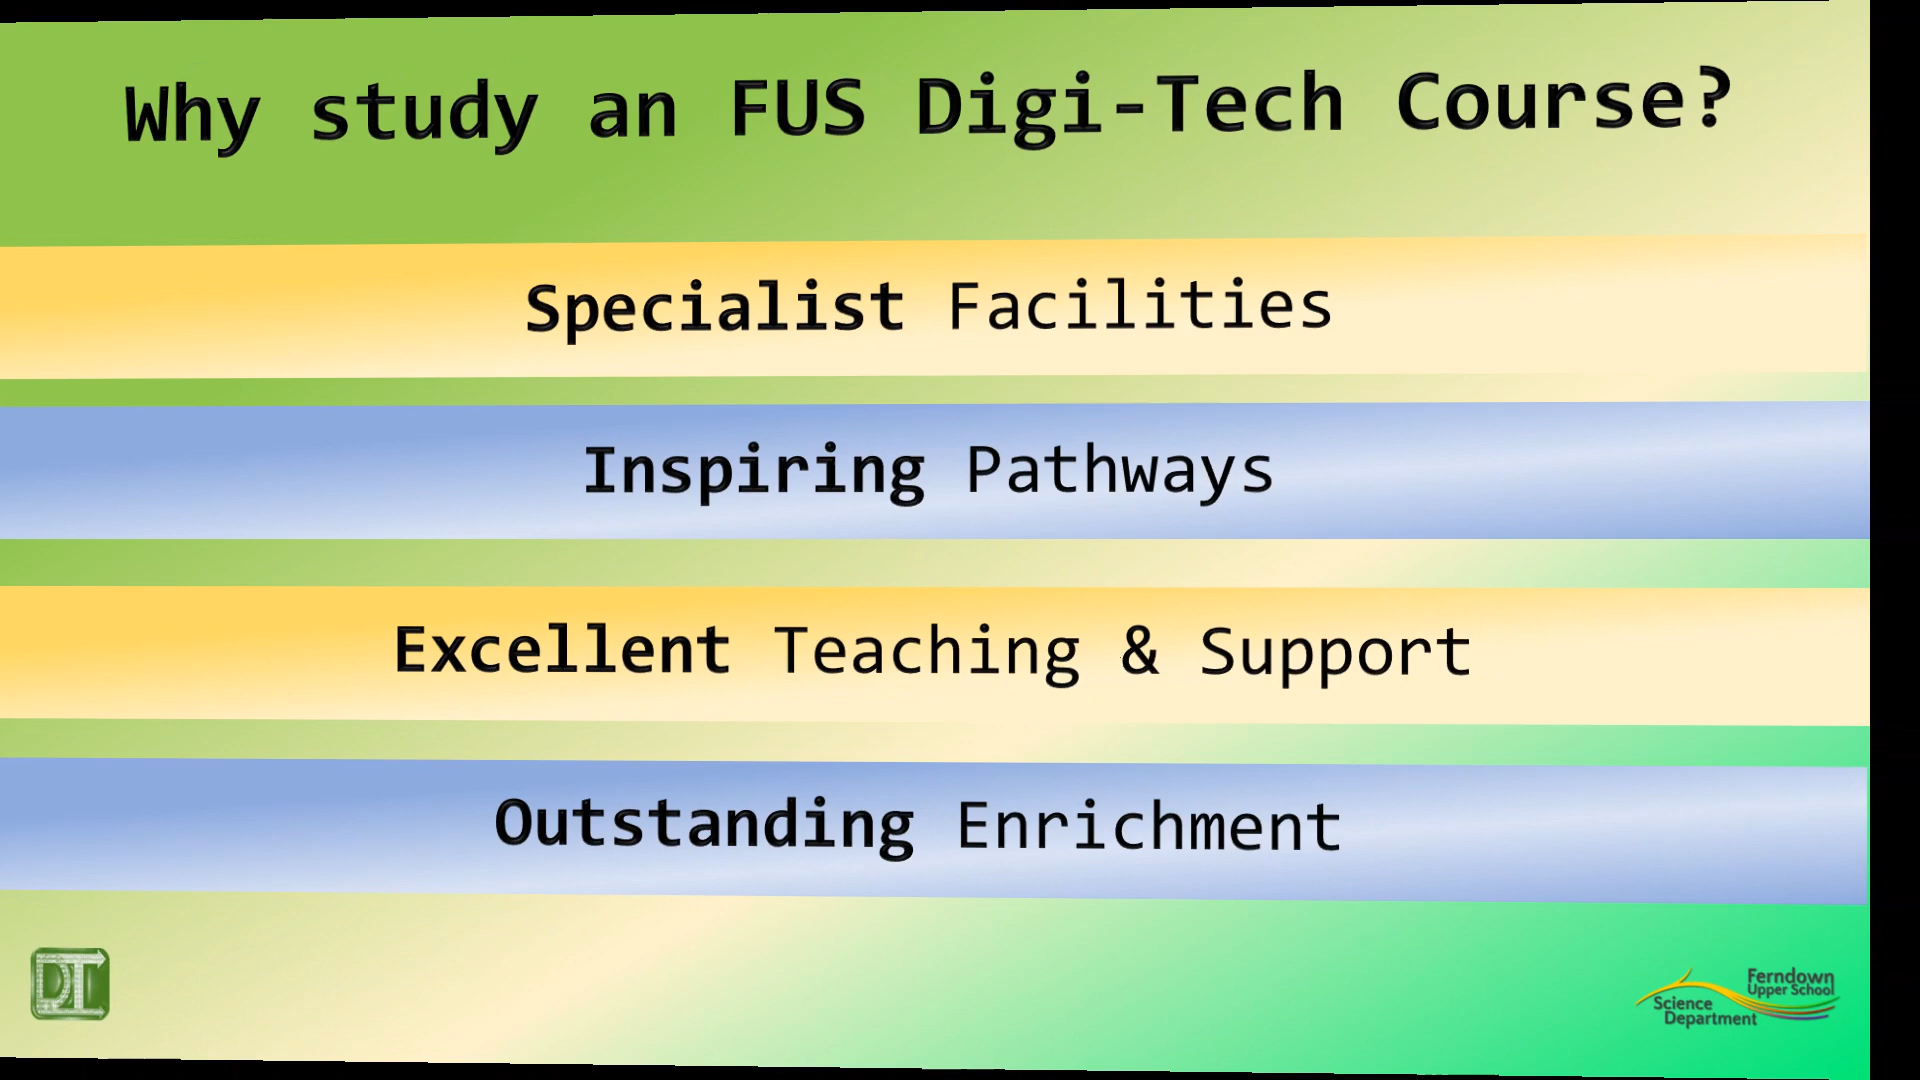 Why study an FUS Digi-Tech Course?
Specialist Facilities
Inspiring Pathways
Excellent Teaching & Support
Outstanding Enrichment
DT
Ferndown
Upper School
Science
Department